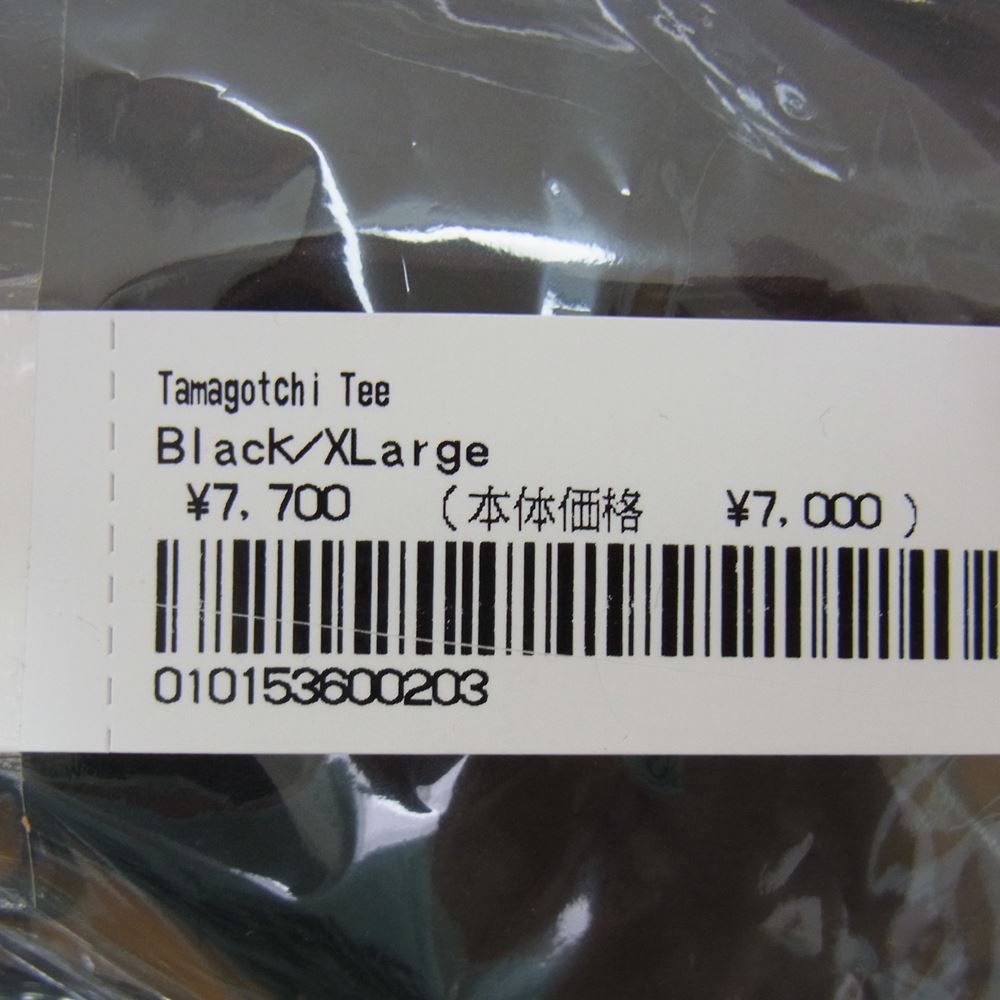 Tamagotchi Tee
Black/XLarge
¥7,700 (本体価格 ¥7,000)
010153600203